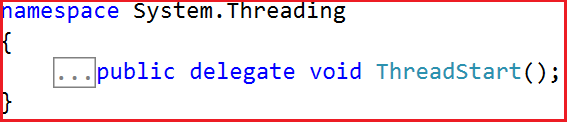 namespace System.Threading
{
...public delegate void ThreadStart();
}